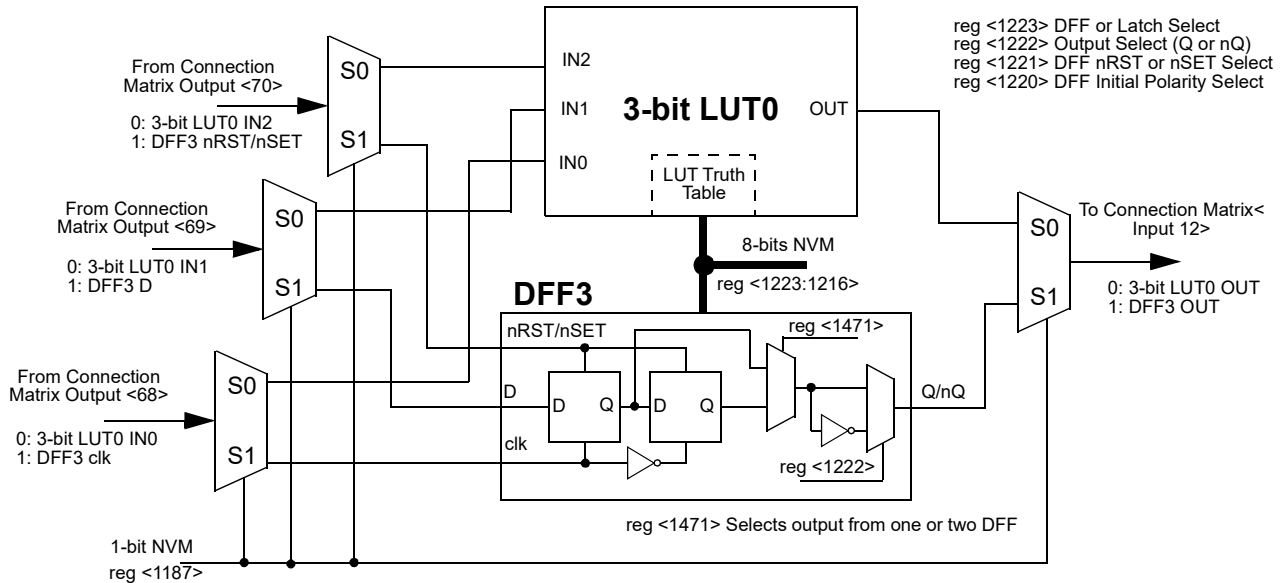 reg <1223> DFF or Latch Select
reg <1222> Output Select (Q or nQ)
reg <1221> DFF nRST or nSET Select
reg <1220> DFF Initial Polarity Select
From Connection
Matrix Output <70>
0: 3-bit LUT0 IN2
1: DFF3 nRST/nSET
S0
S1
From Connection
Matrix Output <69>
0: 3-bit LUT0 IN1
1: DFF3 D
S0
S1
From Connection
Matrix Output <68>
0: 3-bit LUT0 IN0
1: DFF3 clk
S0
S1
IN2
IN1
IN0
3-bit LUT0
OUT
LUT Truth
Table
8-bits NVM
reg <1223:1216>
DFF3
nRST/nSET
D
clk
D
Q
D
Q
reg <1471>
reg <1222>
Q/nQ
S0
S1
To Connection Matrix<
Input 12>
0: 3-bit LUT0 OUT
1: DFF3 OUT
reg <1471> Selects output from one or two DFF
1-bit NVM
reg <1187>